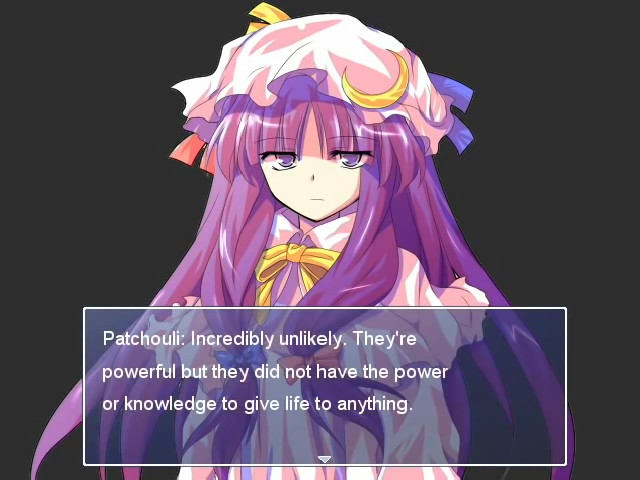 Patchouli: Incredibly unlikely. They're
powerful but they did not have the power
or knowledge to give life to anything.